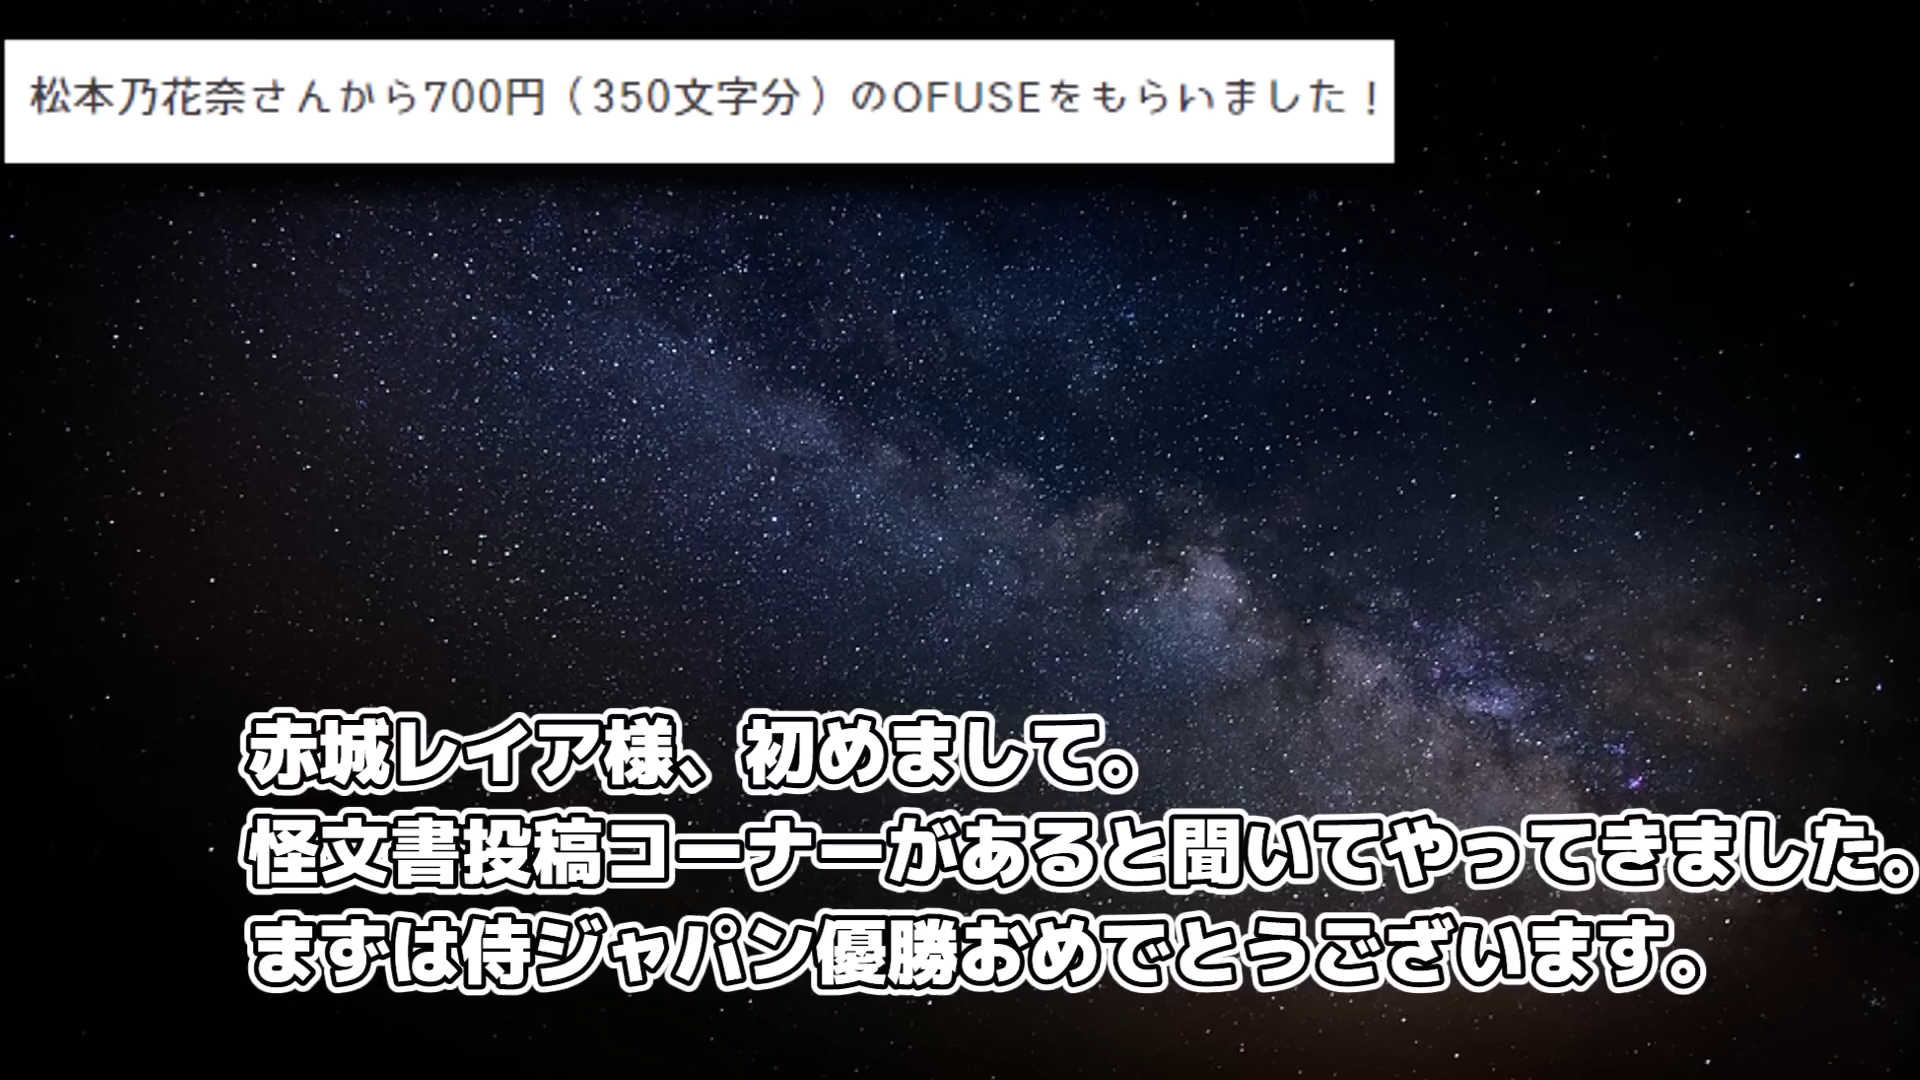 松本乃花奈さんから700円（350文字分）のOFUSEをもらいました！
赤城レイア様、初めまして。
怪文書投稿コーナーがあると聞いてやってきました。
まずは侍ジャパン優勝おめでとうございます。